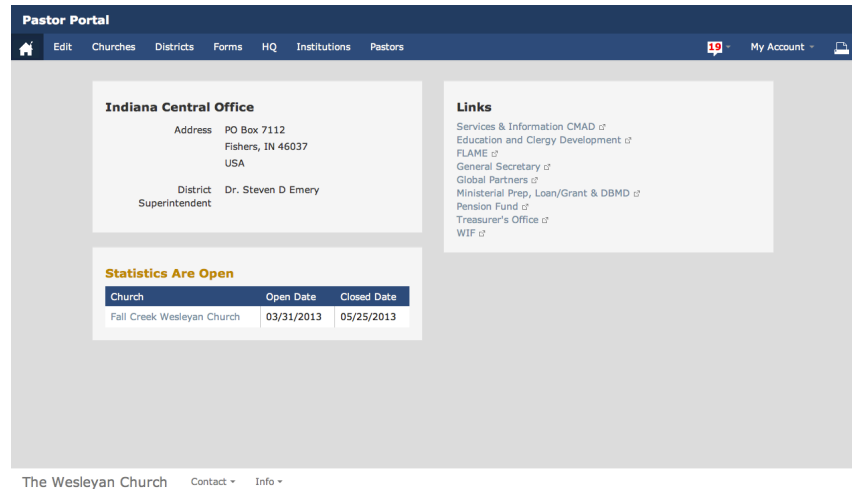 Pastor Portal
Edit Churches Districts Forms HQ Institutions Pastors 19 My Account
Indiana Central Office
Address PO Box 7112
Fishers, IN 46037
USA
District Dr. Steven D Emery
Superintendent
Statistics Are Open
Church Open Date Closed Date
Fall Creek Wesleyan Church 03/31/2013 05/25/2013
Links
Services & Information CMAD
Education and Clergy Development
FLAME
General Secretary
Global Partners
Ministerial Prep, Loan/Grant & DBMD
Pension Fund
Treasurer's Office
WIF
The Wesleyan Church Contact Info